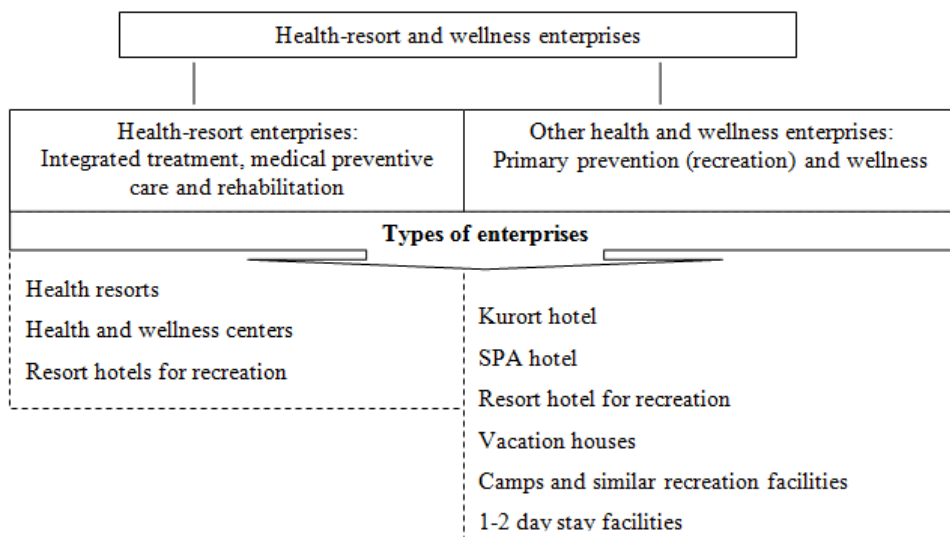 Health-resort and wellness enterprises
Health-resort enterprises:
Integrated treatment, medical preventive
care and rehabilitation
Other health and wellness enterprises:
Primary prevention (recreation) and wellness
Types of enterprises
Health resorts
Health and wellness centers
Resort hotels for recreation
Kurort hotel
SPA hotel
Resort hotel for recreation
Vacation houses
Camps and similar recreation facilities
1-2 day stay facilities